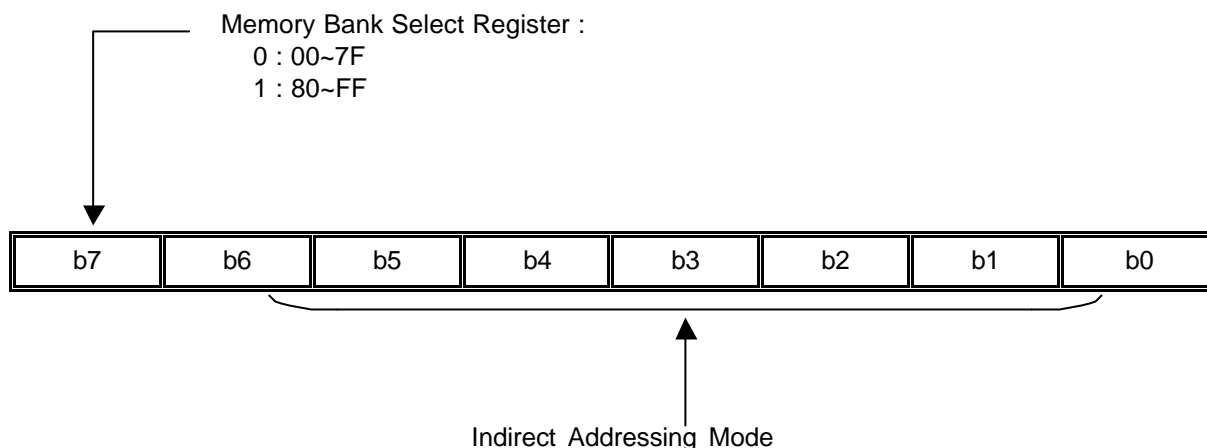 Memory Bank Select Register :
0 : 00~7F
1 : 80~FF
b7 b6 b5 b4 b3 b2 b1 b0
Indirect Addressing Mode